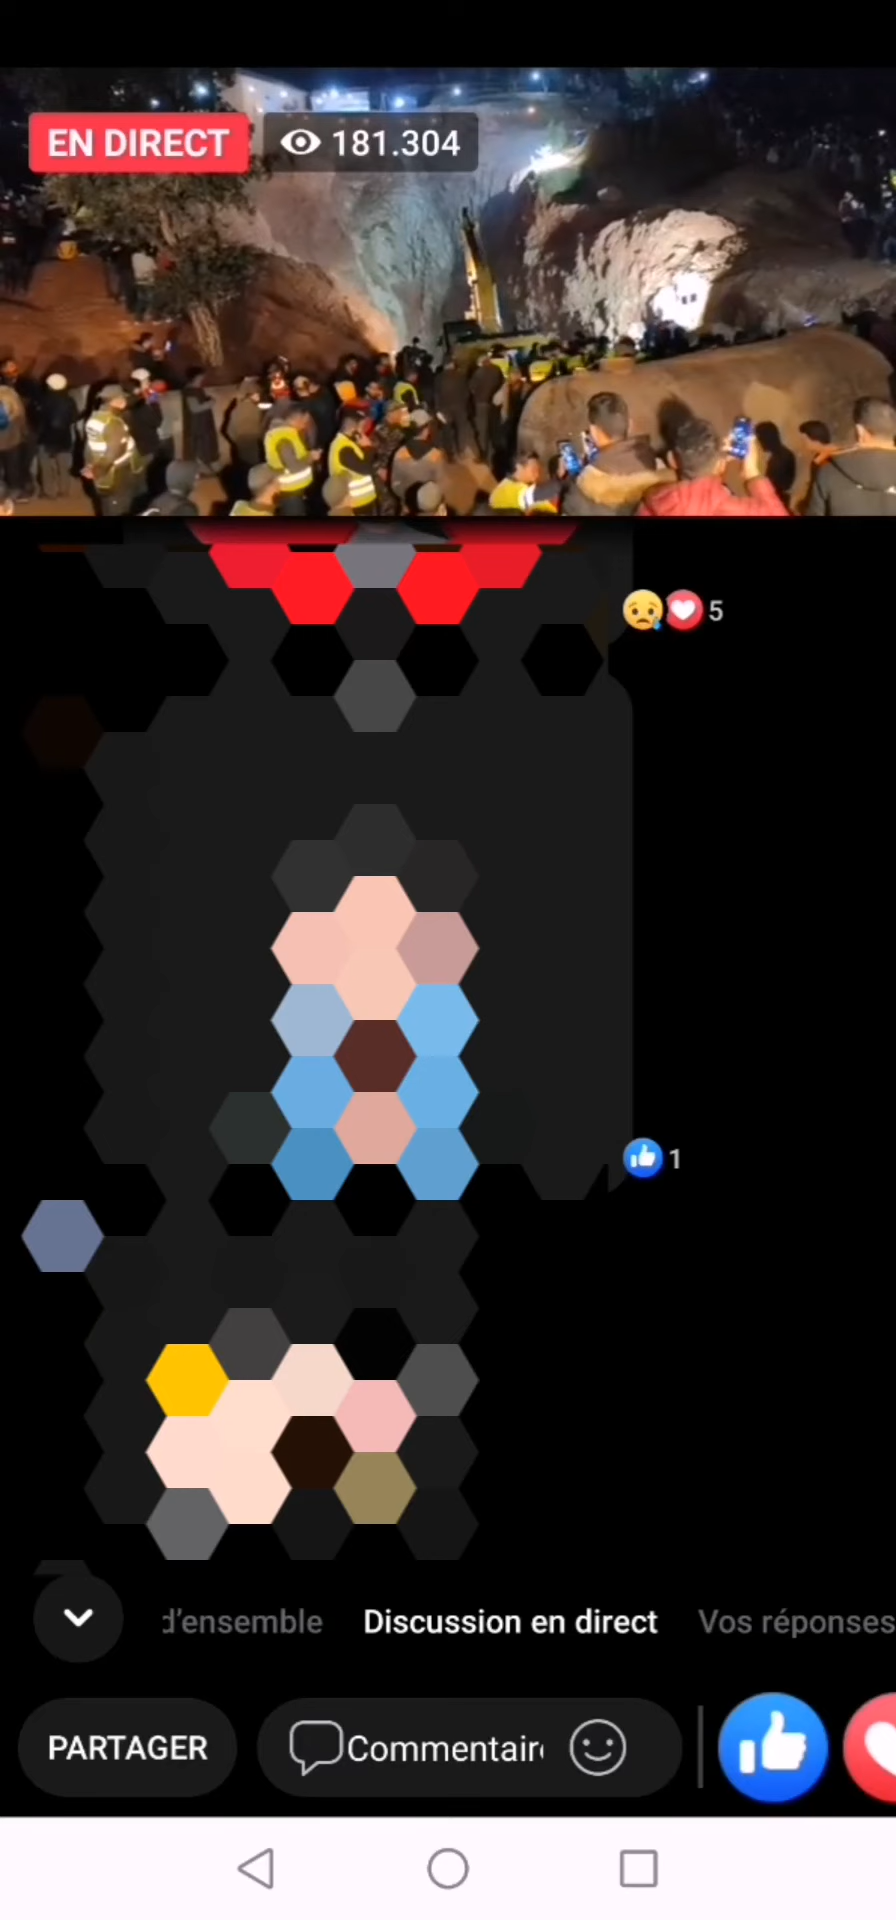 EN DIRECT 181.304
5
1
d'ensemble Discussion en direct Vos réponses
PARTAGER Commentair